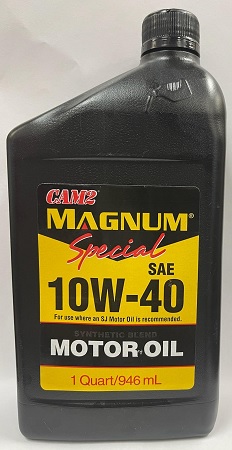 CAM2
MAGNUM®
Special
SAE
10W-40
For use where an SJ Motor Oil is recommended.
SYNTHETIC BLEND
MOTOR OIL
1 Quart/946 mL